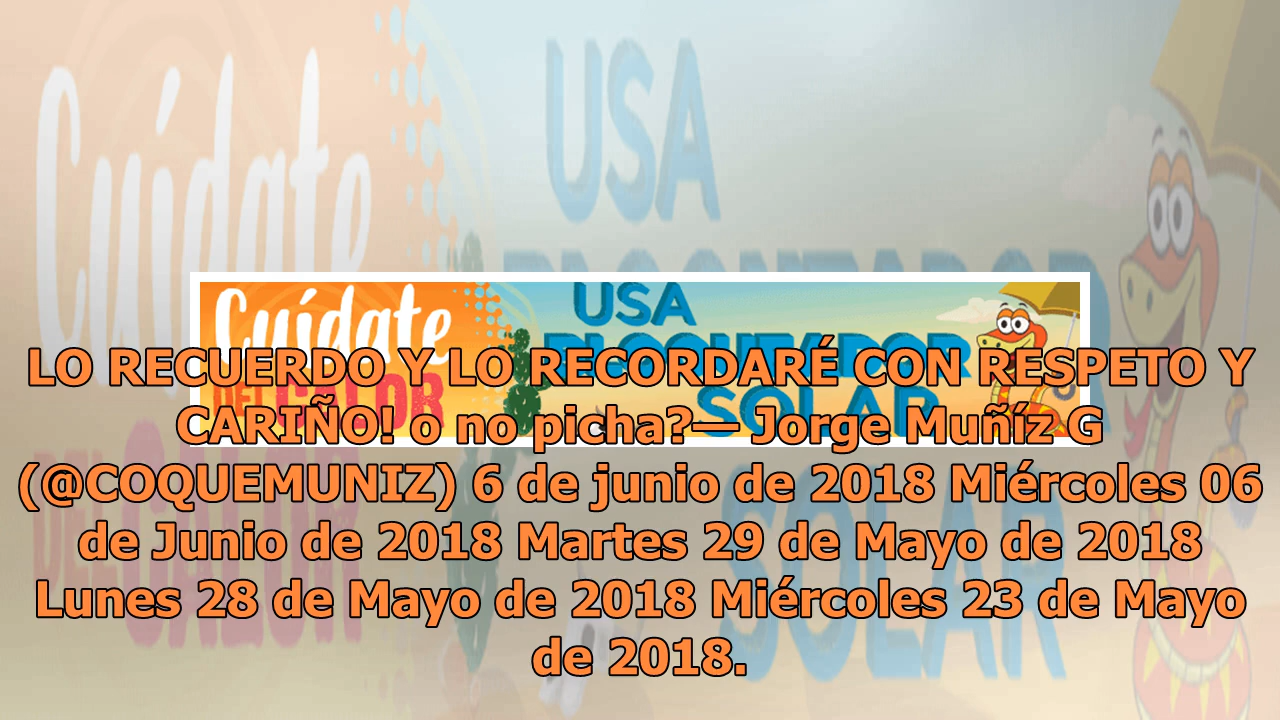 Cuídate
DEL CALOR
USA
BLOQUEADOR
SOLAR
LO RECUERDO Y LO RECORDARÉ CON RESPETO Y
CARIÑO! o no picha?— Jorge Muñíz G
(@COQUEMUNIZ) 6 de junio de 2018 Miércoles 06
de Junio de 2018 Martes 29 de Mayo de 2018
Lunes 28 de Mayo de 2018 Miércoles 23 de Mayo
de 2018.